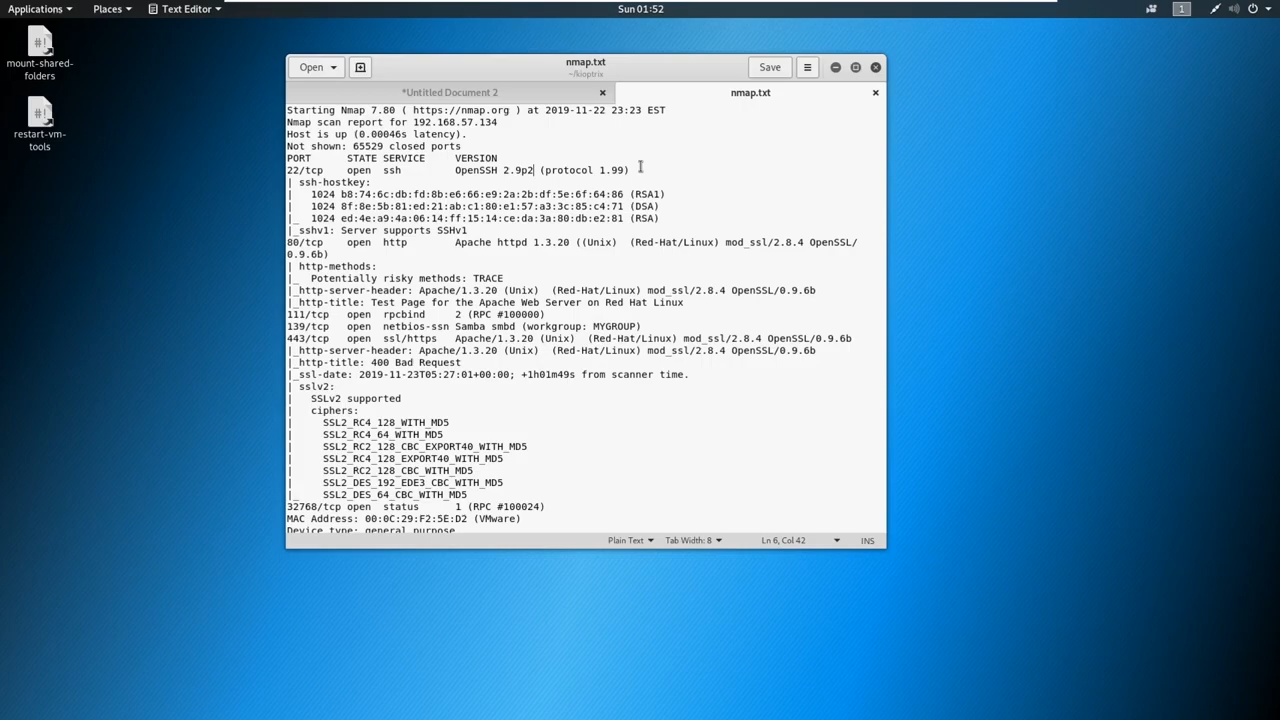 Applications
Places
Text Editor
Sun 01:52
1
mount-shared-folders
restart-vm-tools
Open
nmap.txt
~/kioptrix
Save
*Untitled Document 2
nmap.txt
Starting Nmap 7.80 ( https://nmap.org ) at 2019-11-22 23:23 EST
Nmap scan report for 192.168.57.134
Host is up (0.00046s latency).
Not shown: 65529 closed ports
PORT      STATE SERVICE     VERSION
22/tcp    open  ssh         OpenSSH 2.9p2 (protocol 1.99)
| ssh-hostkey:
|   1024 b8:74:6c:db:fd:8b:e6:66:e9:2a:2b:df:5e:6f:64:86 (RSA1)
|   1024 8f:8e:5b:81:ed:21:ab:c1:80:e1:57:a3:3c:85:c4:71 (DSA)
|_  1024 ed:4e:a9:4a:06:14:ff:15:14:ce:da:3a:80:db:e2:81 (RSA)
|_sshv1: Server supports SSHv1
80/tcp    open  http        Apache httpd 1.3.20 ((Unix)  (Red-Hat/Linux) mod_ssl/2.8.4 OpenSSL/
0.9.6b)
| http-methods:
|_  Potentially risky methods: TRACE
|_http-server-header: Apache/1.3.20 (Unix)  (Red-Hat/Linux) mod_ssl/2.8.4 OpenSSL/0.9.6b
|_http-title: Test Page for the Apache Web Server on Red Hat Linux
111/tcp   open  rpcbind     2 (RPC #100000)
139/tcp   open  netbios-ssn Samba smbd (workgroup: MYGROUP)
443/tcp   open  ssl/https   Apache/1.3.20 (Unix)  (Red-Hat/Linux) mod_ssl/2.8.4 OpenSSL/0.9.6b
|_http-server-header: Apache/1.3.20 (Unix)  (Red-Hat/Linux) mod_ssl/2.8.4 OpenSSL/0.9.6b
|_http-title: 400 Bad Request
|_ssl-date: 2019-11-23T05:27:01+00:00; +1h01m49s from scanner time.
| sslv2:
|   SSLv2 supported
|   ciphers:
|     SSL2_RC4_128_WITH_MD5
|     SSL2_RC4_64_WITH_MD5
|     SSL2_RC2_128_CBC_EXPORT40_WITH_MD5
|     SSL2_RC4_128_EXPORT40_WITH_MD5
|     SSL2_RC2_128_CBC_WITH_MD5
|     SSL2_DES_192_EDE3_CBC_WITH_MD5
|_    SSL2_DES_64_CBC_WITH_MD5
32768/tcp open  status      1 (RPC #100024)
MAC Address: 00:0C:29:F2:5E:D2 (VMware)
Device type: general purpose
Plain Text
Tab Width: 8
Ln 6, Col 42
INS